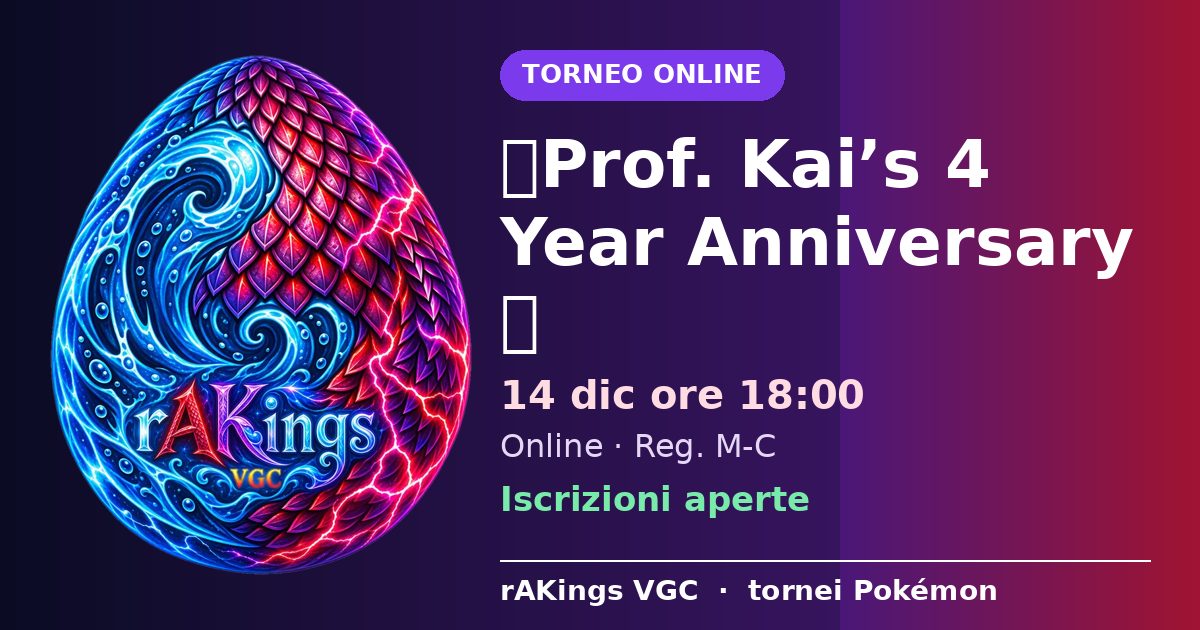 TORNEO ONLINE
Prof. Kai’s 4
Year Anniversary
14 dic ore 18:00
Online · Reg. M-C
Iscrizioni aperte
rAKings
VGC
rAKings VGC · tornei Pokémon